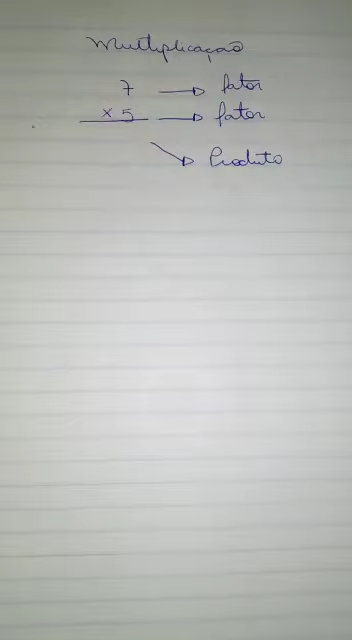 Multiplicação
7 → fator
x 5 → fator
→ Produto